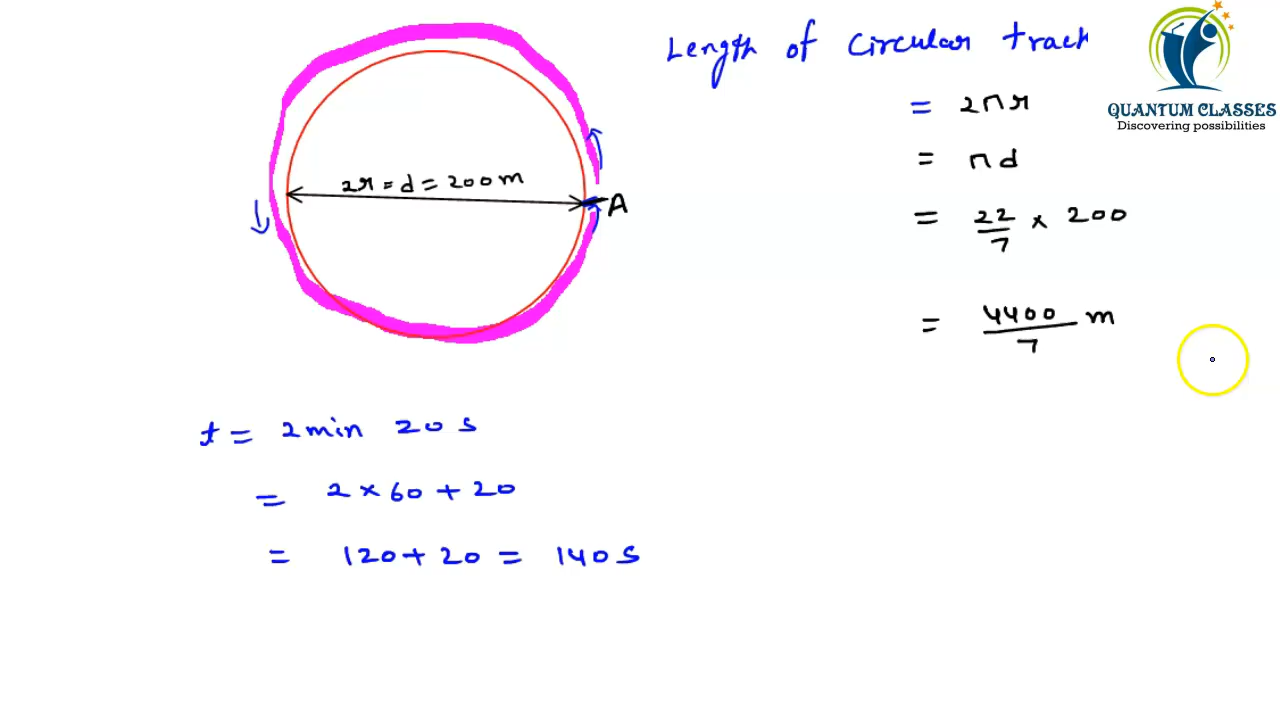 Length of Circular track
QUANTUM CLASSES
Discovering possibilities
= 2πr
= πd
= 22/7 × 200
= 4400/7 m
2r = d = 200 m
A
t = 2 min 20 s
= 2 × 60 + 20
= 120 + 20 = 140 s